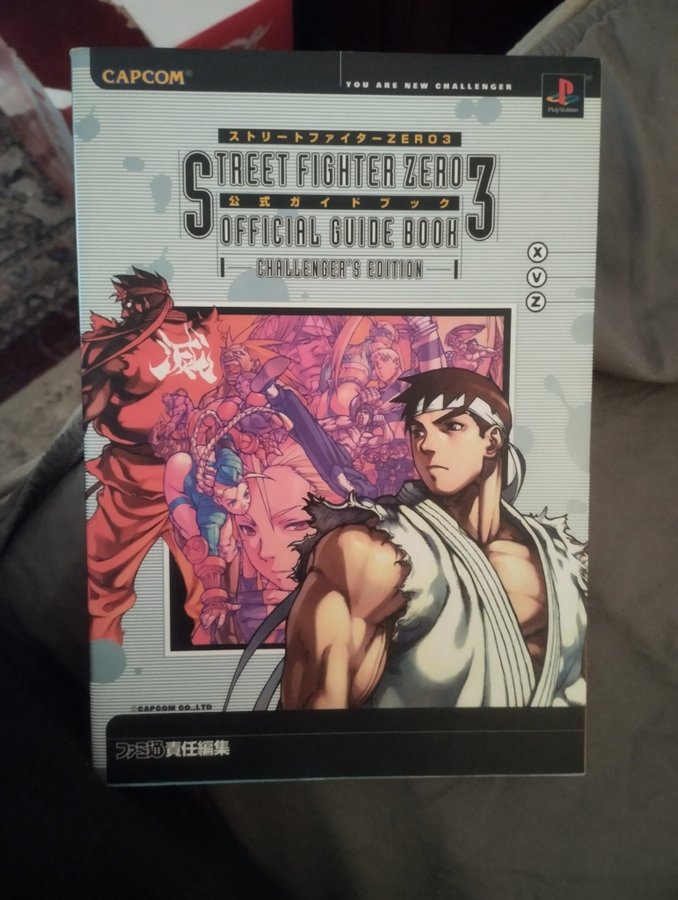 CAPCOM®
YOU ARE NEW CHALLENGER
PlayStation
ストリートファイターZERO3
STREET FIGHTER ZERO 3
公式ガイドブック
OFFICIAL GUIDE BOOK
CHALLENGER'S EDITION
X
V
Z
©CAPCOM CO.,LTD
ファミ通責任編集